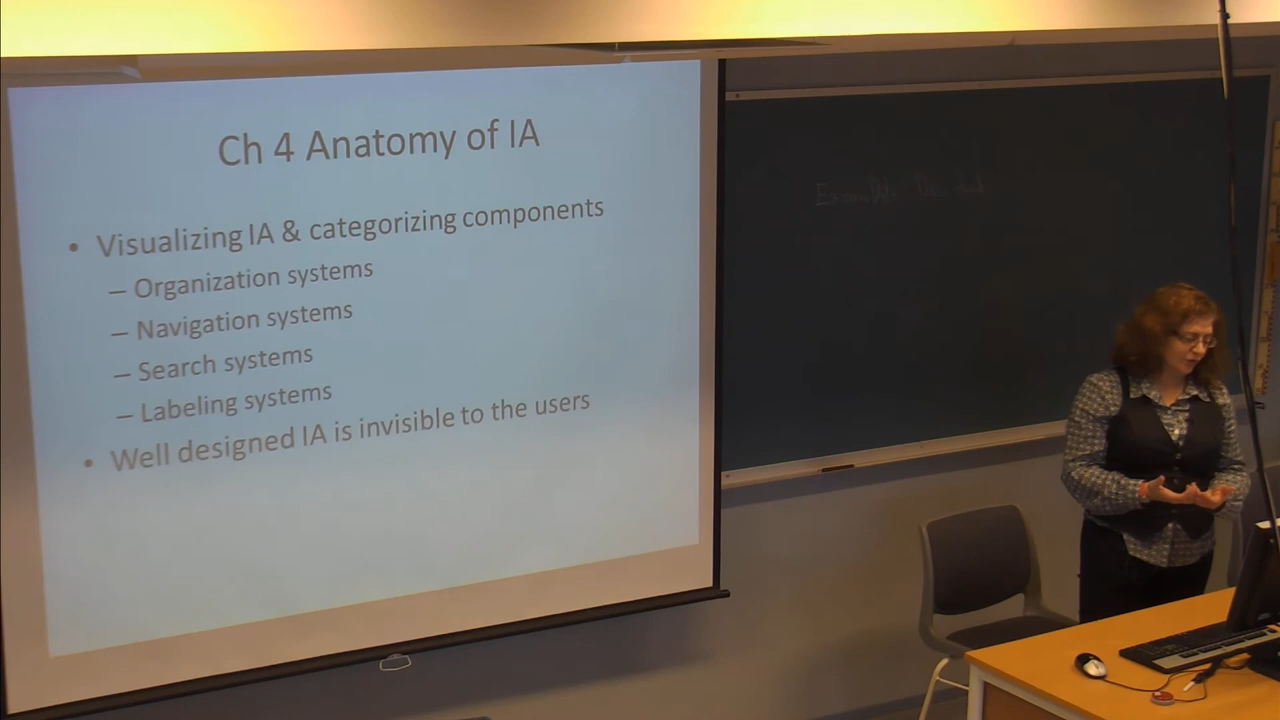 Ch 4 Anatomy of IA
• Visualizing IA & categorizing components
– Organization systems
– Navigation systems
– Search systems
– Labeling systems
• Well designed IA is invisible to the users